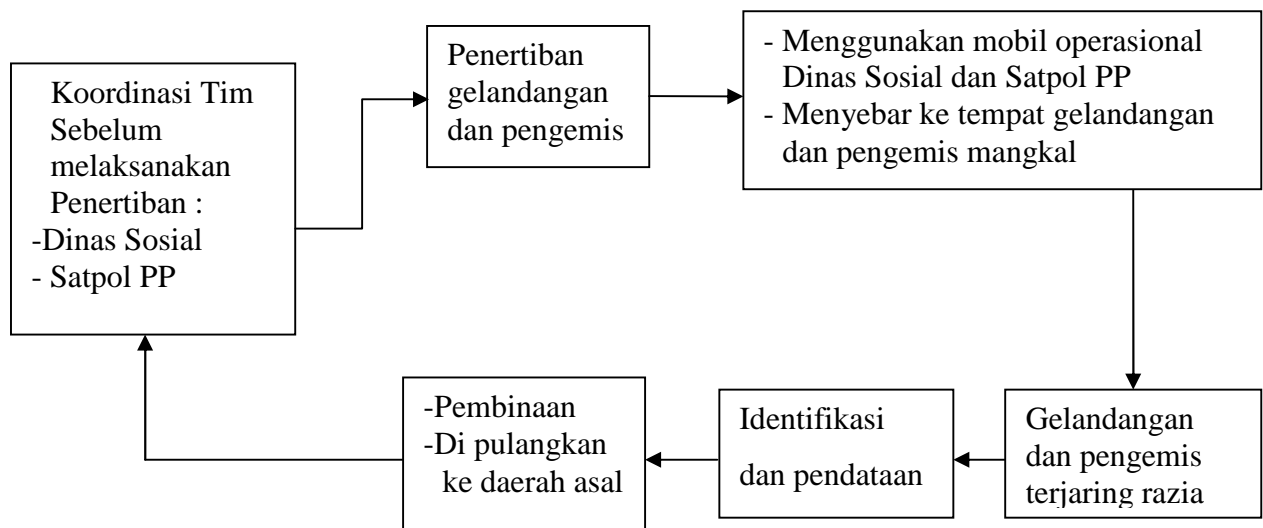 Koordinasi Tim
Sebelum
melaksanakan
Penertiban :
-Dinas Sosial
- Satpol PP
Penertiban
gelandangan
dan pengemis
- Menggunakan mobil operasional
Dinas Sosial dan Satpol PP
- Menyebar ke tempat gelandangan
dan pengemis mangkal
Gelandangan
dan pengemis
terjaring razia
Identifikasi
dan pendataan
-Pembinaan
-Di pulangkan
ke daerah asal